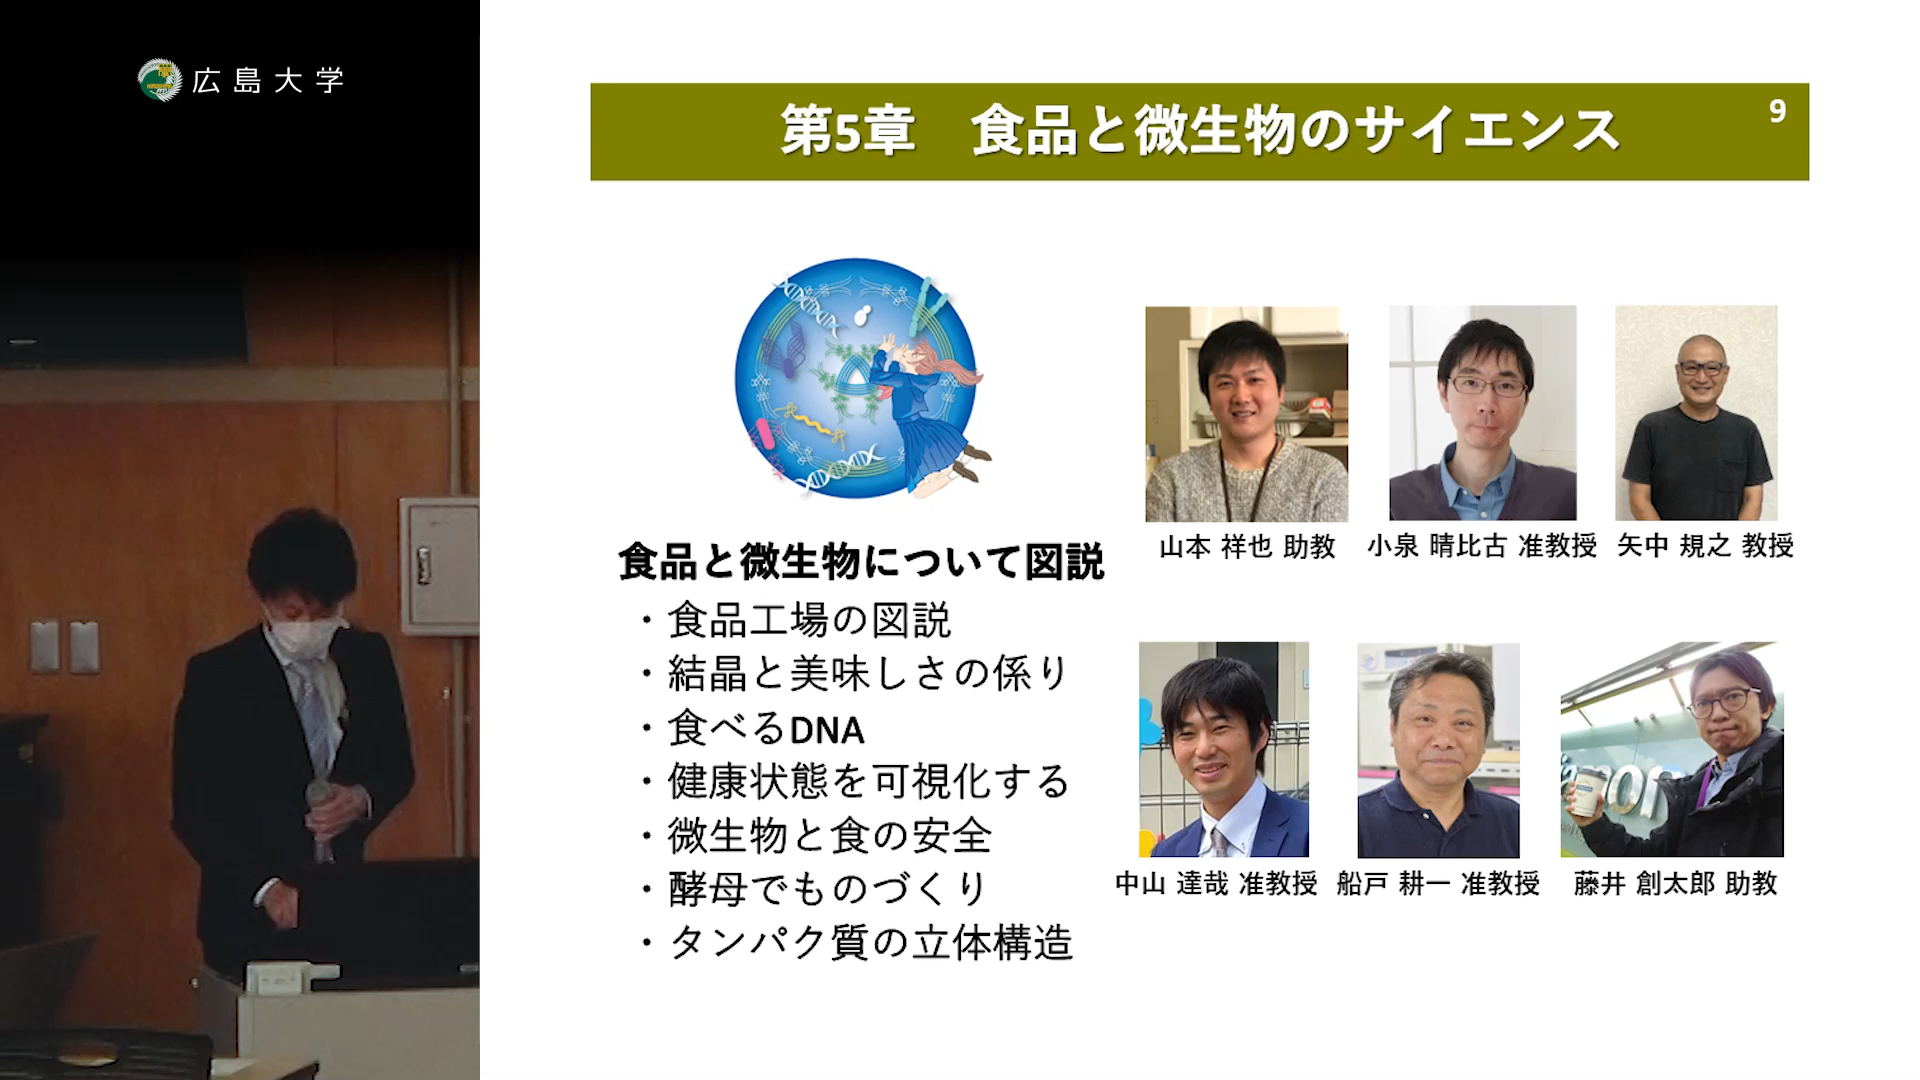 広島大学
第5章　食品と微生物のサイエンス
9
食品と微生物について図説
・食品工場の図説
・結晶と美味しさの係り
・食べるDNA
・健康状態を可視化する
・微生物と食の安全
・酵母でものづくり
・タンパク質の立体構造
山本 祥也 助教
小泉 晴比古 准教授
矢中 規之 教授
中山 達哉 准教授
船戸 耕一 准教授
藤井 創太郎 助教